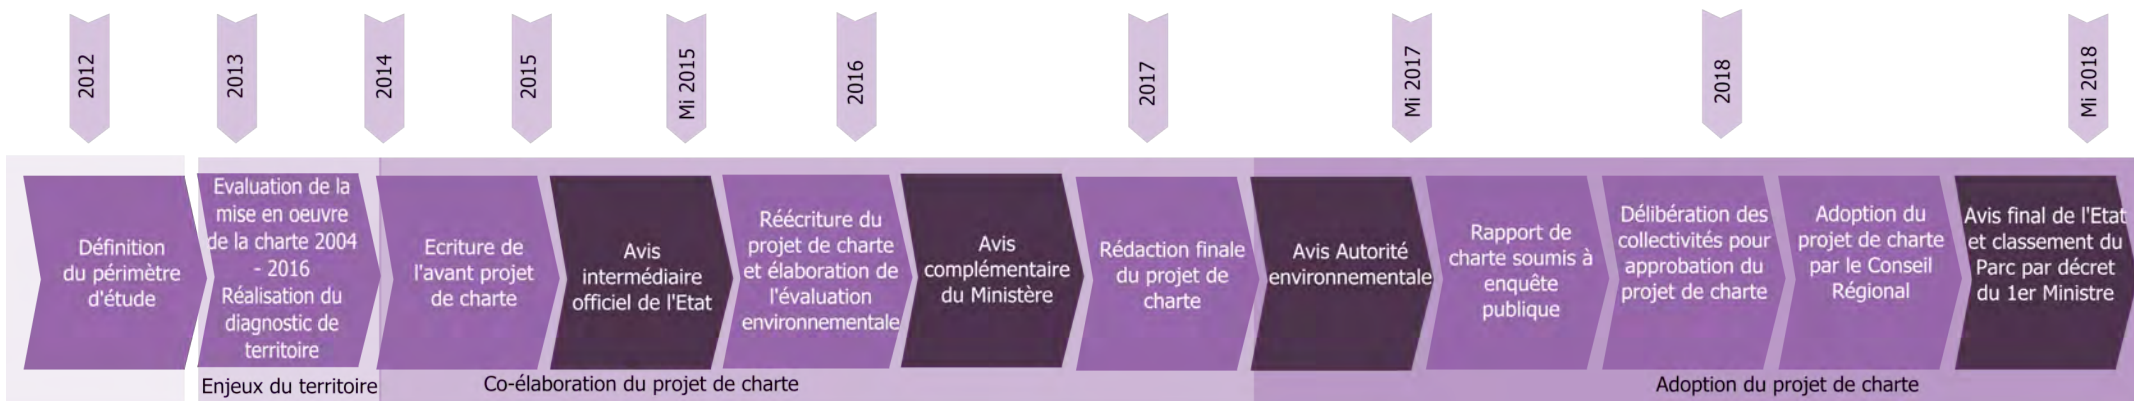 2012
2013
2014
2015
Mi 2015
2016
2017
Mi 2017
2018
Mi 2018
Définition
du périmètre
d'étude
Evaluation de la
mise en oeuvre
de la charte 2004
- 2016
Réalisation du
diagnostic de
territoire
Ecriture de
l'avant projet
de charte
Avis
intermédiaire
officiel de l'Etat
Réécriture du
projet de charte
et élaboration de
l'évaluation
environnementale
Avis
complémentaire
du Ministère
Rédaction finale
du projet de
charte
Avis Autorité
environnementale
Rapport de
charte soumis à
enquête
publique
Délibération des
collectivités pour
approbation du
projet de charte
Adoption du
projet de charte
par le Conseil
Régional
Avis final de l'Etat
et classement du
Parc par décret
du 1er Ministre
Enjeux du territoire
Co-élaboration du projet de charte
Adoption du projet de charte